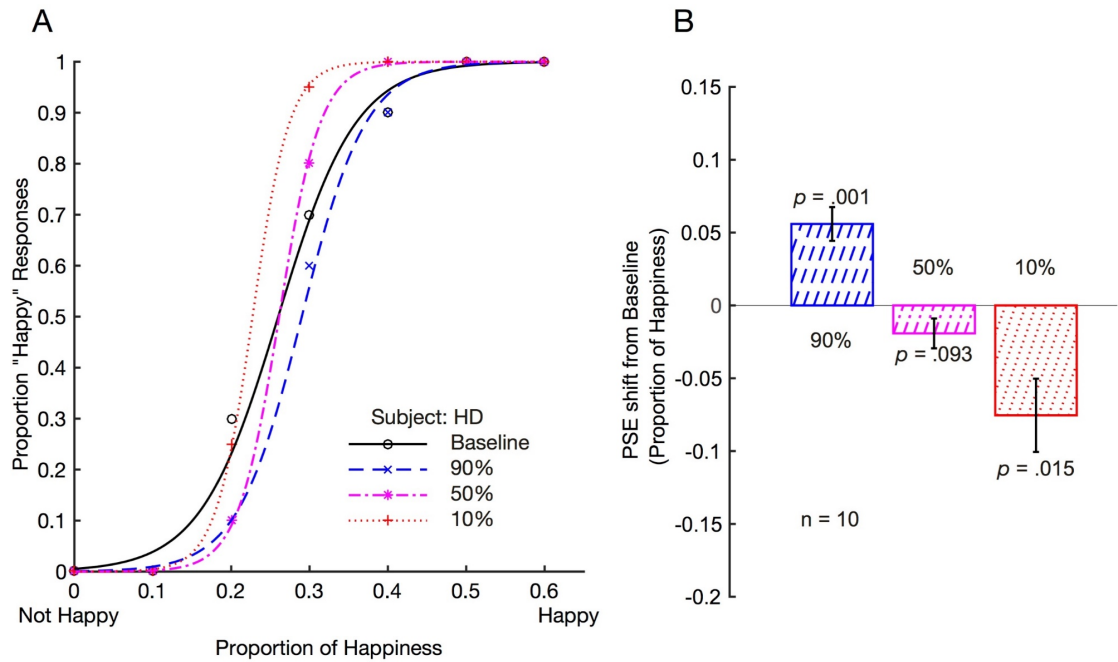 A
Proportion "Happy" Responses
1
0.9
0.8
0.7
0.6
0.5
0.4
0.3
0.2
0.1
0
Subject: HD
Baseline
90%
50%
10%
0 0.1 0.2 0.3 0.4 0.5 0.6
Not Happy Happy
Proportion of Happiness
B
PSE shift from Baseline
(Proportion of Happiness)
0.15
0.1
0.05
0
-0.05
-0.1
-0.15
-0.2
p = .001
50% 10%
90%
p = .093
p = .015
n = 10